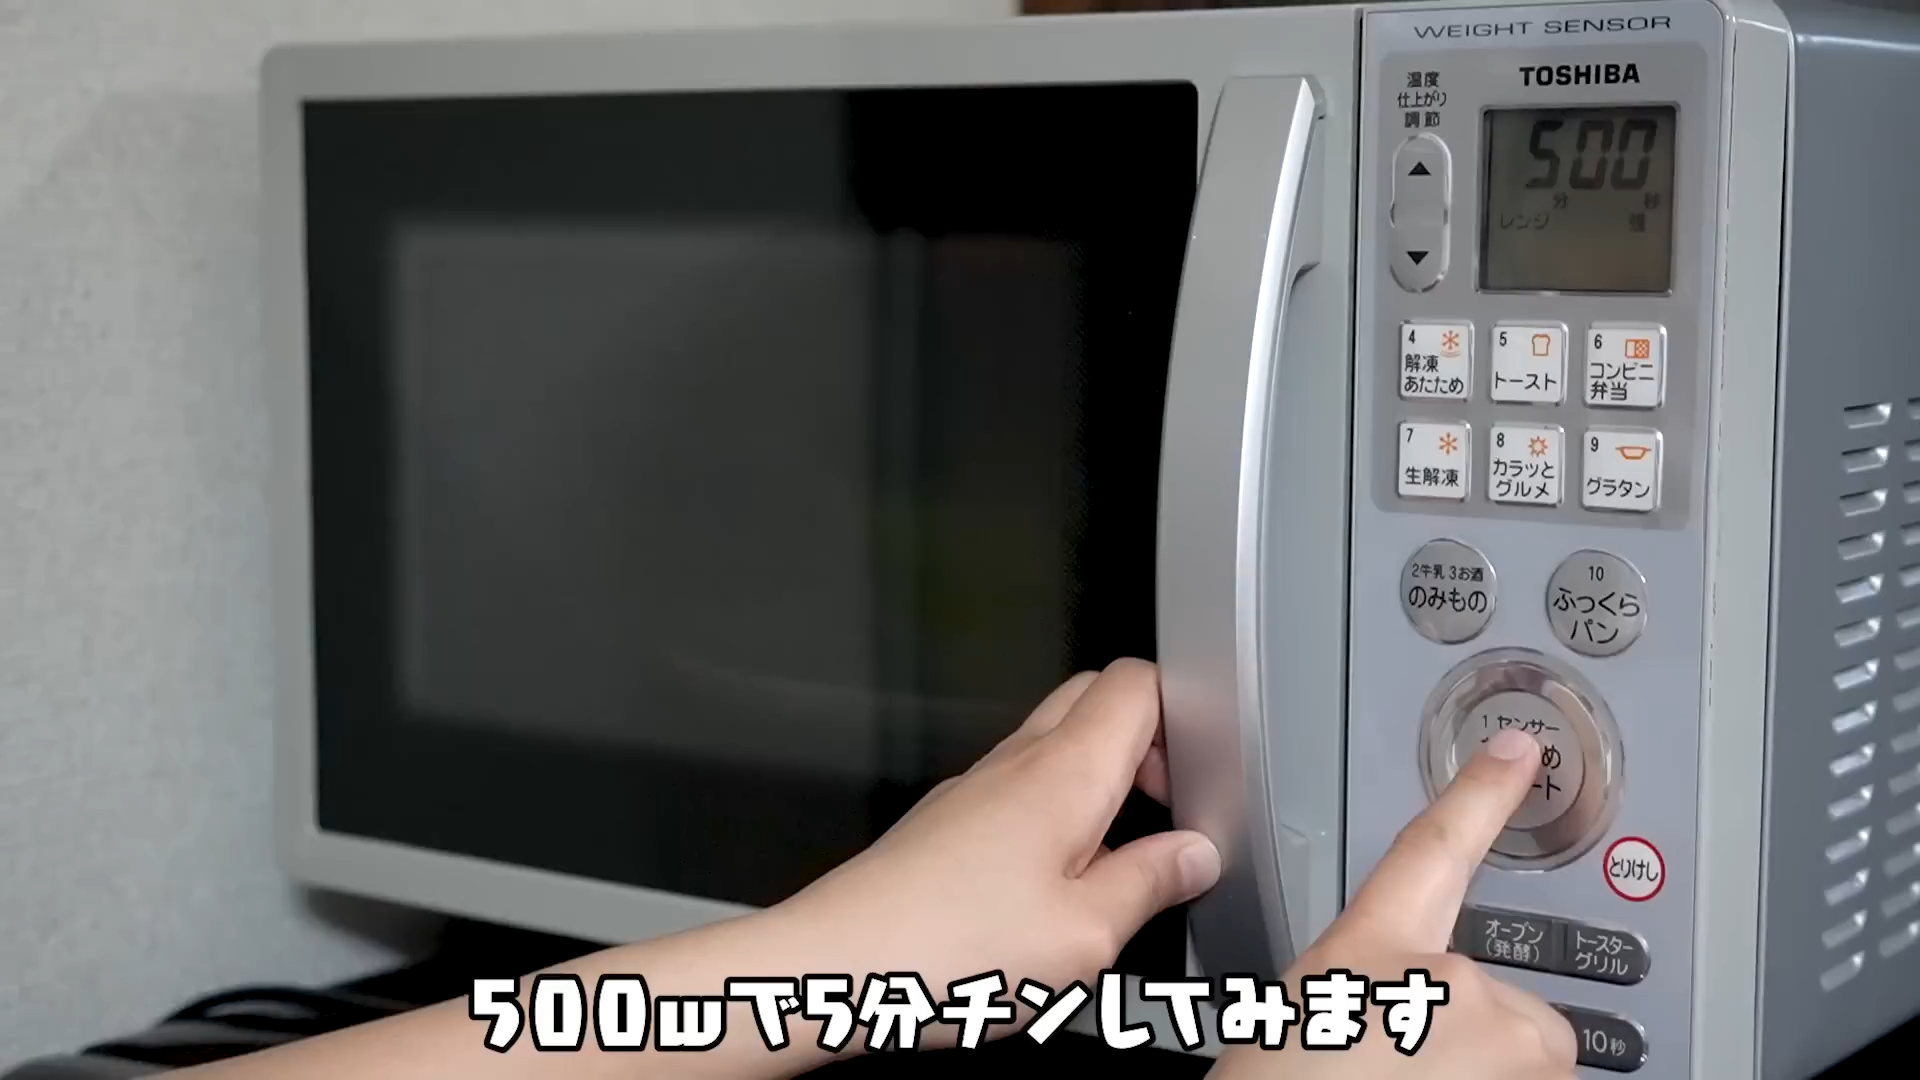 WEIGHT SENSOR
TOSHIBA
温度
仕上がり
調節
▲
▼
500
分 秒
レンジ 強
4
解凍
あたため
5
トースト
6
コンビニ
弁当
7
生解凍
8
カラッと
グルメ
9
グラタン
2牛乳 3お酒
のみもの
10
ふっくら
パン
1 センサー
め
ート
とりけし
オーブン
(発酵)
トースター
グリル
10秒
500wで5分チンしてみます